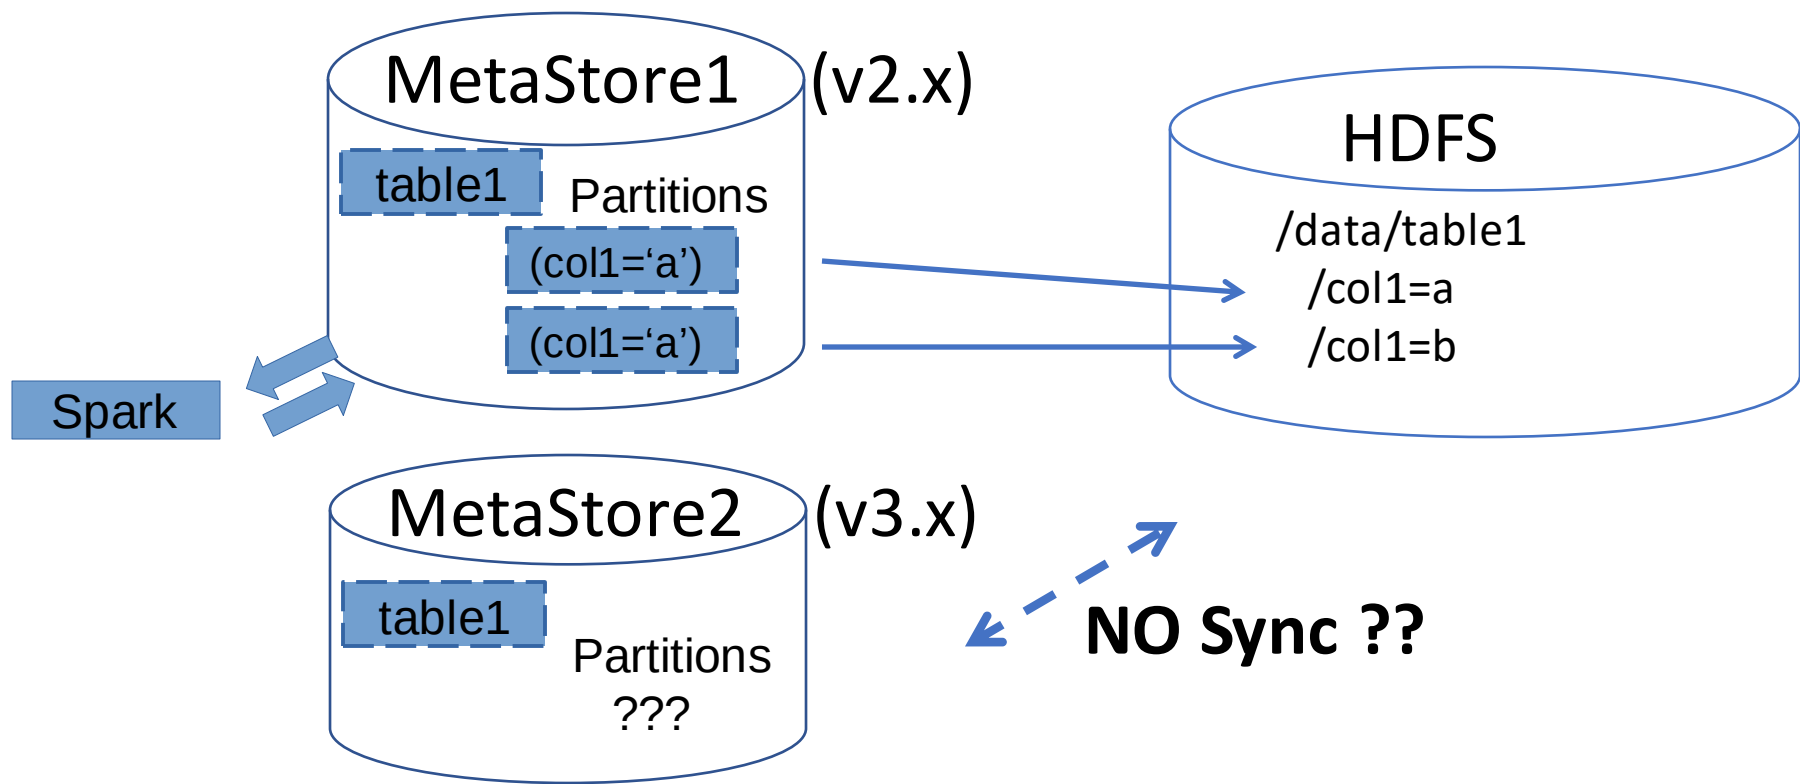 MetaStore1 (v2.x)
table1
Partitions
(col1=‘a’)
(col1=‘a’)
Spark
HDFS
/data/table1
/col1=a
/col1=b
MetaStore2 (v3.x)
table1
Partitions
???
NO Sync ??